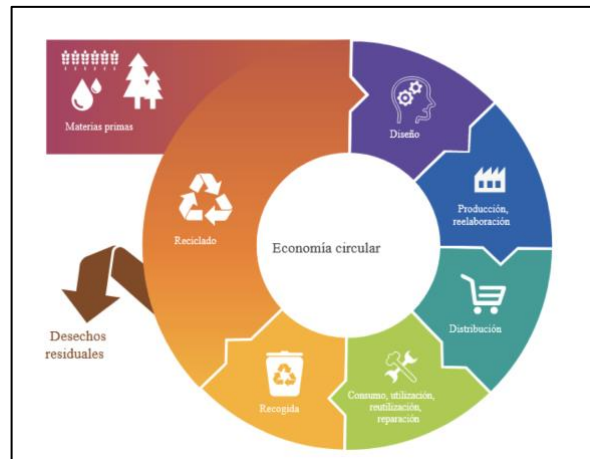 Materias primas
Diseño
Producción,
reelaboración
Distribución
Consumo, utilización,
reutilización,
reparación
Recogida
Reciclado
Desechos
residuales
Economía circular